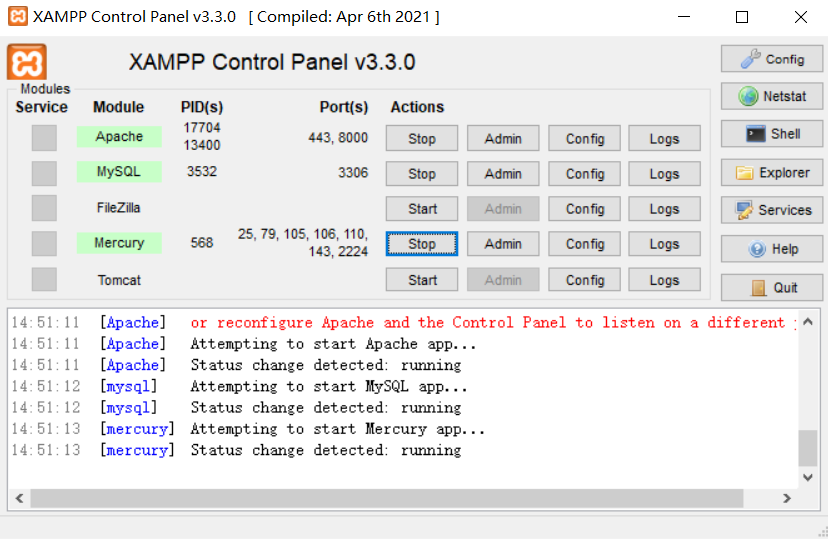 XAMPP Control Panel v3.3.0 [ Compiled: Apr 6th 2021 ]
XAMPP Control Panel v3.3.0
Config
Modules
Service Module PID(s) Port(s) Actions
Netstat
Apache 17704 13400 443, 8000 Stop Admin Config Logs
Shell
MySQL 3532 3306 Stop Admin Config Logs
Explorer
FileZilla Start Admin Config Logs
Services
Mercury 568 25, 79, 105, 106, 110, 143, 2224 Stop Admin Config Logs
Help
Tomcat Start Admin Config Logs
Quit
14:51:11 [Apache] or reconfigure Apache and the Control Panel to listen on a different
14:51:11 [Apache] Attempting to start Apache app...
14:51:11 [Apache] Status change detected: running
14:51:12 [mysql] Attempting to start MySQL app...
14:51:12 [mysql] Status change detected: running
14:51:13 [mercury] Attempting to start Mercury app...
14:51:13 [mercury] Status change detected: running